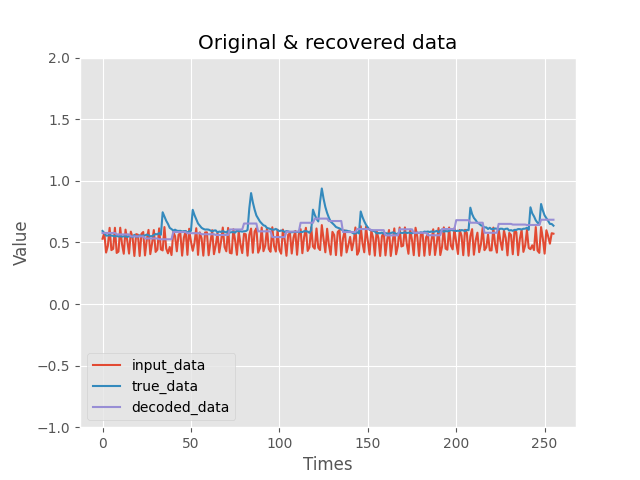 Original & recovered data
2.0
1.5
1.0
0.5
0.0
−0.5
−1.0
Value
input_data
true_data
decoded_data
0 50 100 150 200 250
Times